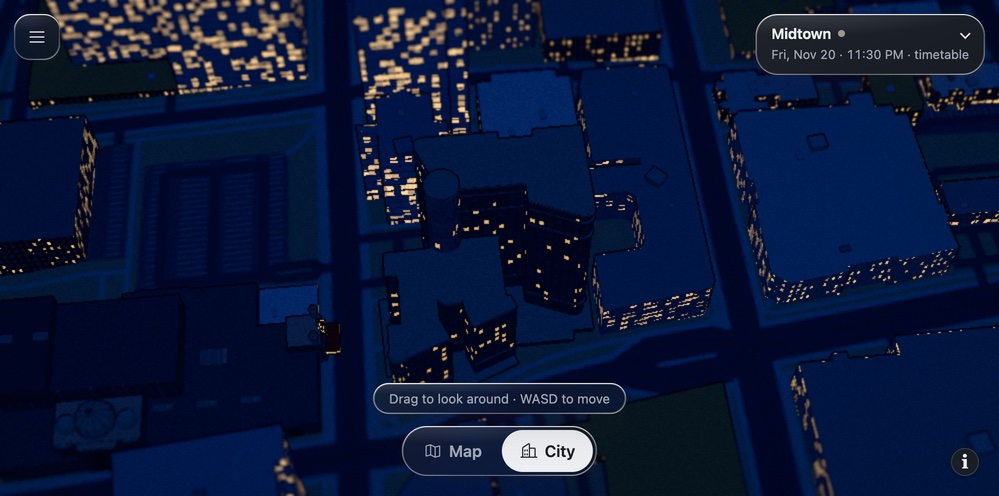 Midtown
Fri, Nov 20 · 11:30 PM · timetable
Drag to look around · WASD to move
Map
City
i